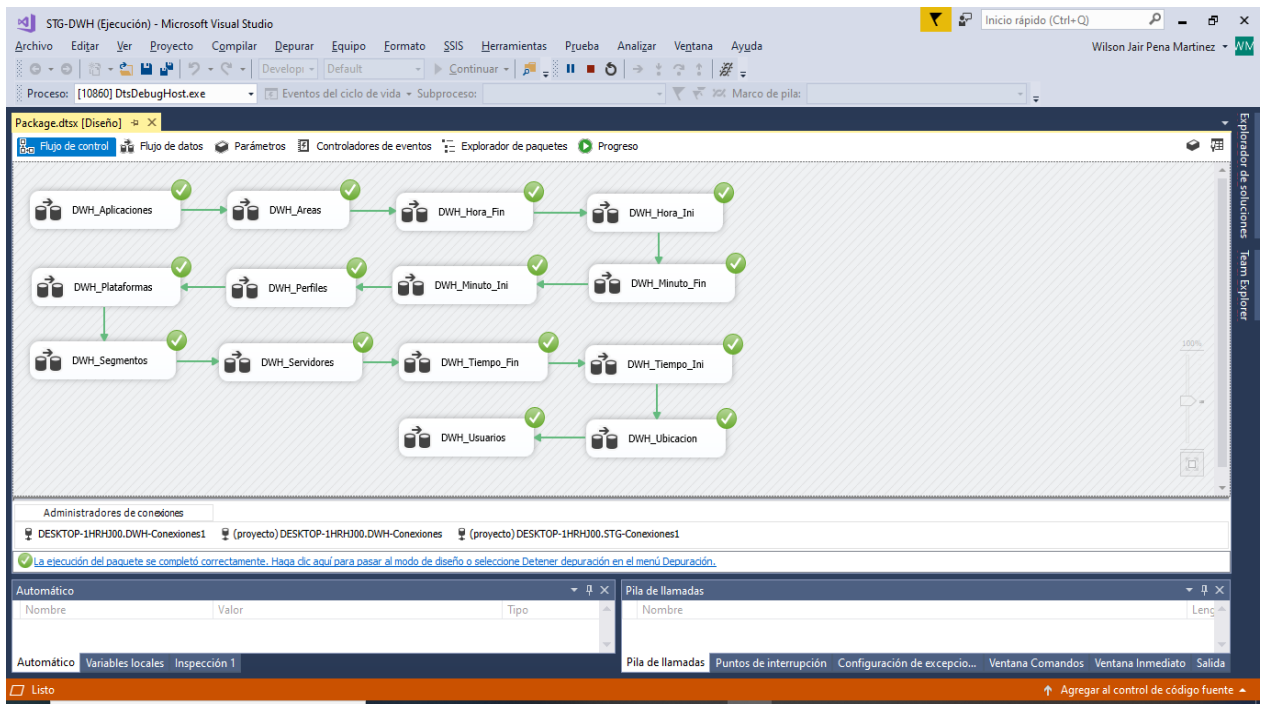 STG-DWH (Ejecución) - Microsoft Visual Studio
Inicio rápido (Ctrl+Q)
Archivo Editar Ver Proyecto Compilar Depurar Equipo Formato SSIS Herramientas Prueba Analizar Ventana Ayuda
Wilson Jair Pena Martinez WM
Developi Default Continuar
Proceso: [10860] DtsDebugHost.exe Eventos del ciclo de vida Subproceso: Marco de pila:
Package.dtsx [Diseño]
Flujo de control Flujo de datos Parámetros Controladores de eventos Explorador de paquetes Progreso
Explorador de soluciones
Team Explorer
DWH_Aplicaciones DWH_Areas DWH_Hora_Fin DWH_Hora_Ini
DWH_Plataformas DWH_Perfiles DWH_Minuto_Ini DWH_Minuto_Fin
DWH_Segmentos DWH_Servidores DWH_Tiempo_Fin DWH_Tiempo_Ini
100%
DWH_Usuarios DWH_Ubicacion
Administradores de conexiones
DESKTOP-1HRHJ00.DWH-Conexiones1 (proyecto) DESKTOP-1HRHJ00.DWH-Conexiones (proyecto) DESKTOP-1HRHJ00.STG-Conexiones1
La ejecución del paquete se completó correctamente. Haga clic aquí para pasar al modo de diseño o seleccione Detener depuración en el menú Depuración.
Automático
Nombre Valor Tipo
Automático Variables locales Inspección 1
Pila de llamadas
Nombre Leng
Pila de llamadas Puntos de interrupción Configuración de excepcio... Ventana Comandos Ventana Inmediato Salida
Listo
Agregar al control de código fuente